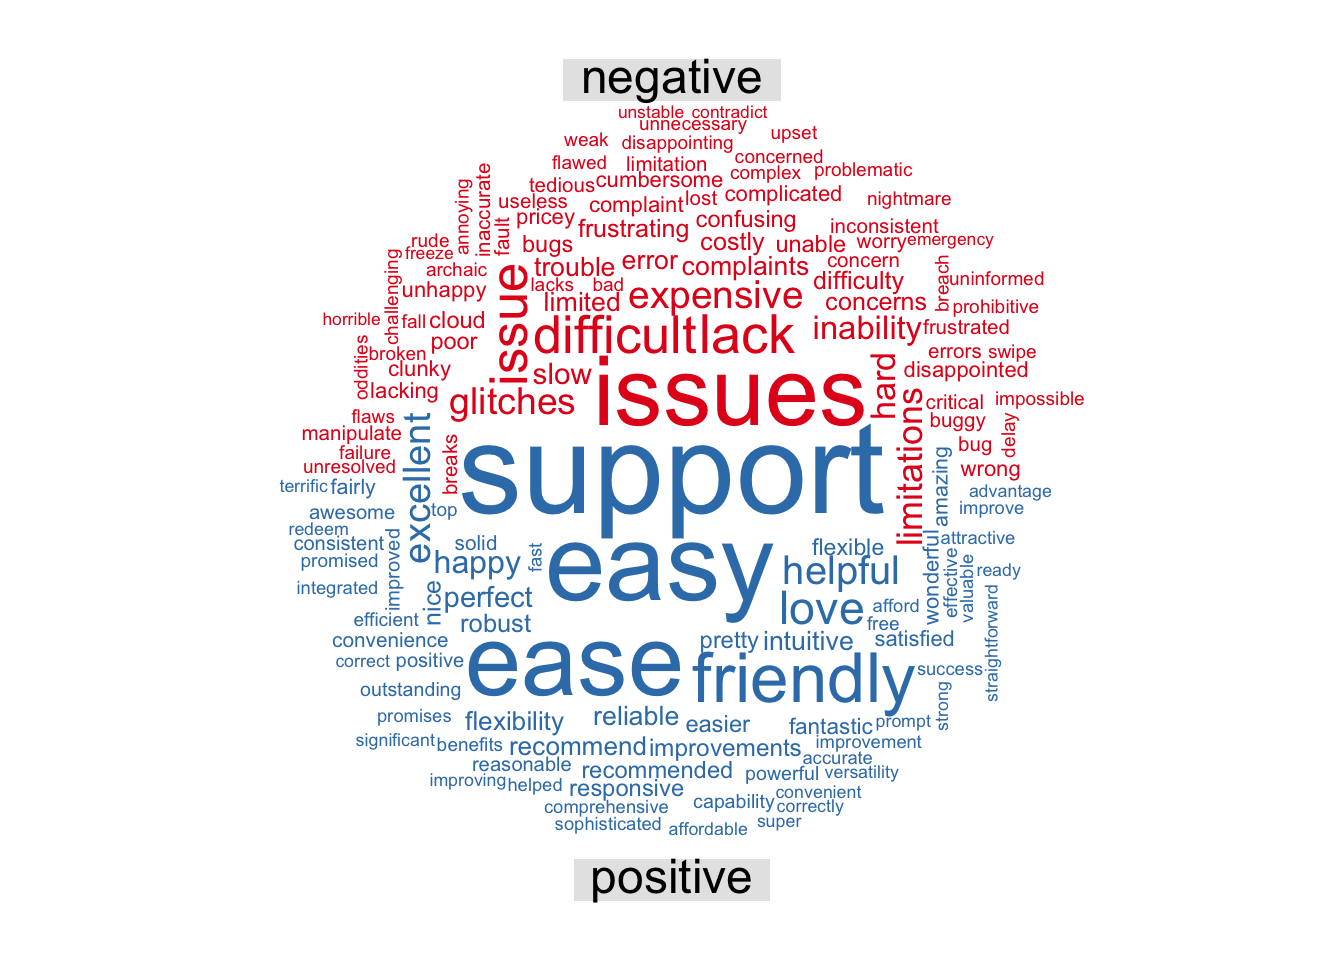 negative
unstable contradict
unnecessary
weak disappointing upset
flawed limitation concerned
complex problematic
tedious cumbersome
useless complaint lost complicated nightmare
annoying inaccurate fault pricey frustrating confusing inconsistent
rude bugs costly unable worry emergency
freeze trouble error complaints concern
archaic lacks bad difficulty breach uninformed
challenging unhappy issue limited expensive concerns prohibitive
horrible fall cloud difficult lack inability frustrated
oddities broken poor errors swipe
clunky slow issues hard disappointed
lacking glitches limitations critical impossible
flaws buggy
manipulate excellent breaks support bug delay
failure
unresolved wrong
terrific fairly amazing advantage
awesome top improve
redeem
consistent improved solid fast easy flexible wonderful attractive
promised happy helpful effective valuable ready
integrated nice perfect love afford
efficient robust free straightforward
convenience pretty intuitive satisfied
correct positive ease friendly success
outstanding strong
promises flexibility reliable easier fantastic prompt
significant benefits recommend improvements improvement
reasonable recommended accurate
improving helped responsive powerful versatility
comprehensive capability convenient
correctly
sophisticated affordable super
positive